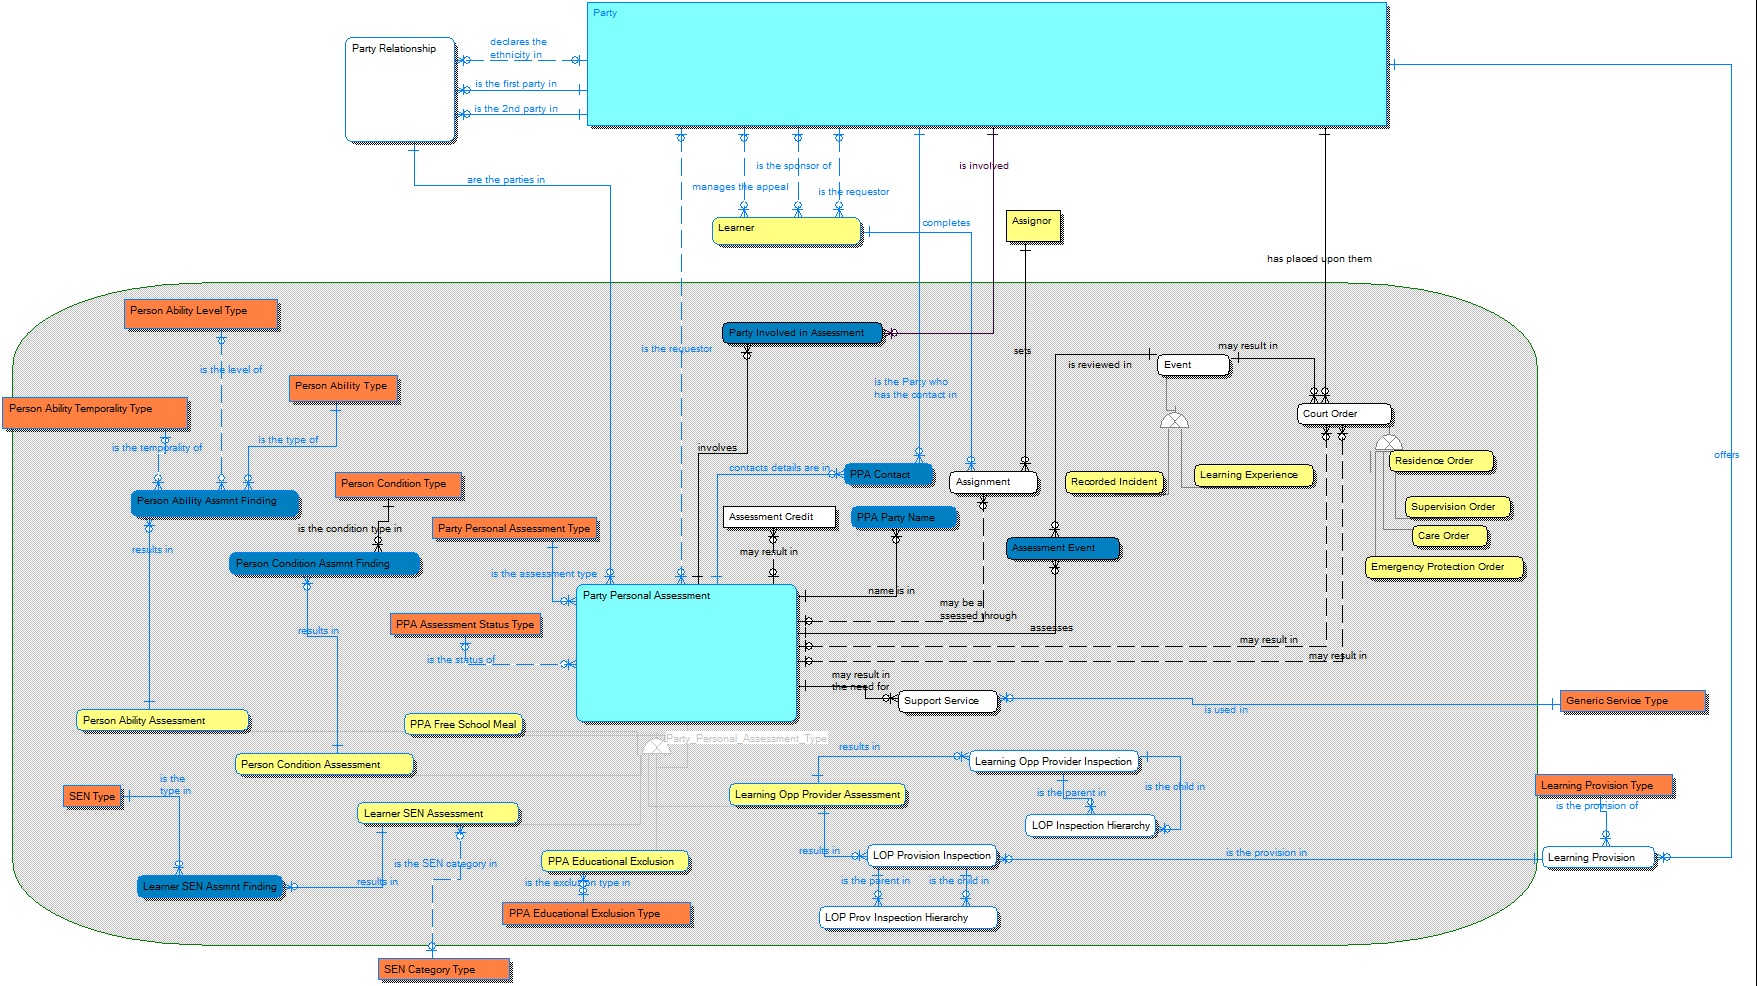 Party
Party Relationship
declares the
ethnicity in
is the first party in
is the 2nd party in
are the parties in
is the sponsor of
manages the appeal
is the requestor
is involved
Learner
completes
Assignor
has placed upon them
offers
Person Ability Level Type
Party Involved in Assessment
is the requestor
sets
is reviewed in
may result in
Event
is the level of
Person Ability Type
is the Party who
has the contact in
Person Ability Temporality Type
Court Order
is the temporality of
is the type of
involves
contacts details are in
PPA Contact
Assignment
Recorded Incident
Learning Experience
Residence Order
Person Condition Type
Person Ability Assmnt Finding
Supervision Order
is the condition type in
Party Personal Assessment Type
Assessment Credit
PPA Party Name
Care Order
results in
may result in
Assessment Event
Person Condition Assmnt Finding
Emergency Protection Order
is the assessment type
Party Personal Assessment
name is in
may be a
ssessed through
PPA Assessment Status Type
results in
assesses
may result in
may result in
is the status of
may result in
the need for
Support Service
is used in
Generic Service Type
Person Ability Assessment
PPA Free School Meal
Party_Personal_Assessment_Type
results in
Person Condition Assessment
Learning Opp Provider Inspection
is the
type in
is the child in
is the parent in
Learning Provision Type
is the provision of
SEN Type
Learning Opp Provider Assessment
Learner SEN Assessment
LOP Inspection Hierarchy
results in
LOP Provision Inspection
is the provision in
Learning Provision
is the SEN category in
PPA Educational Exclusion
results in
is the exclusion type in
is the parent in
is the child in
Learner SEN Assmnt Finding
PPA Educational Exclusion Type
LOP Prov Inspection Hierarchy
SEN Category Type